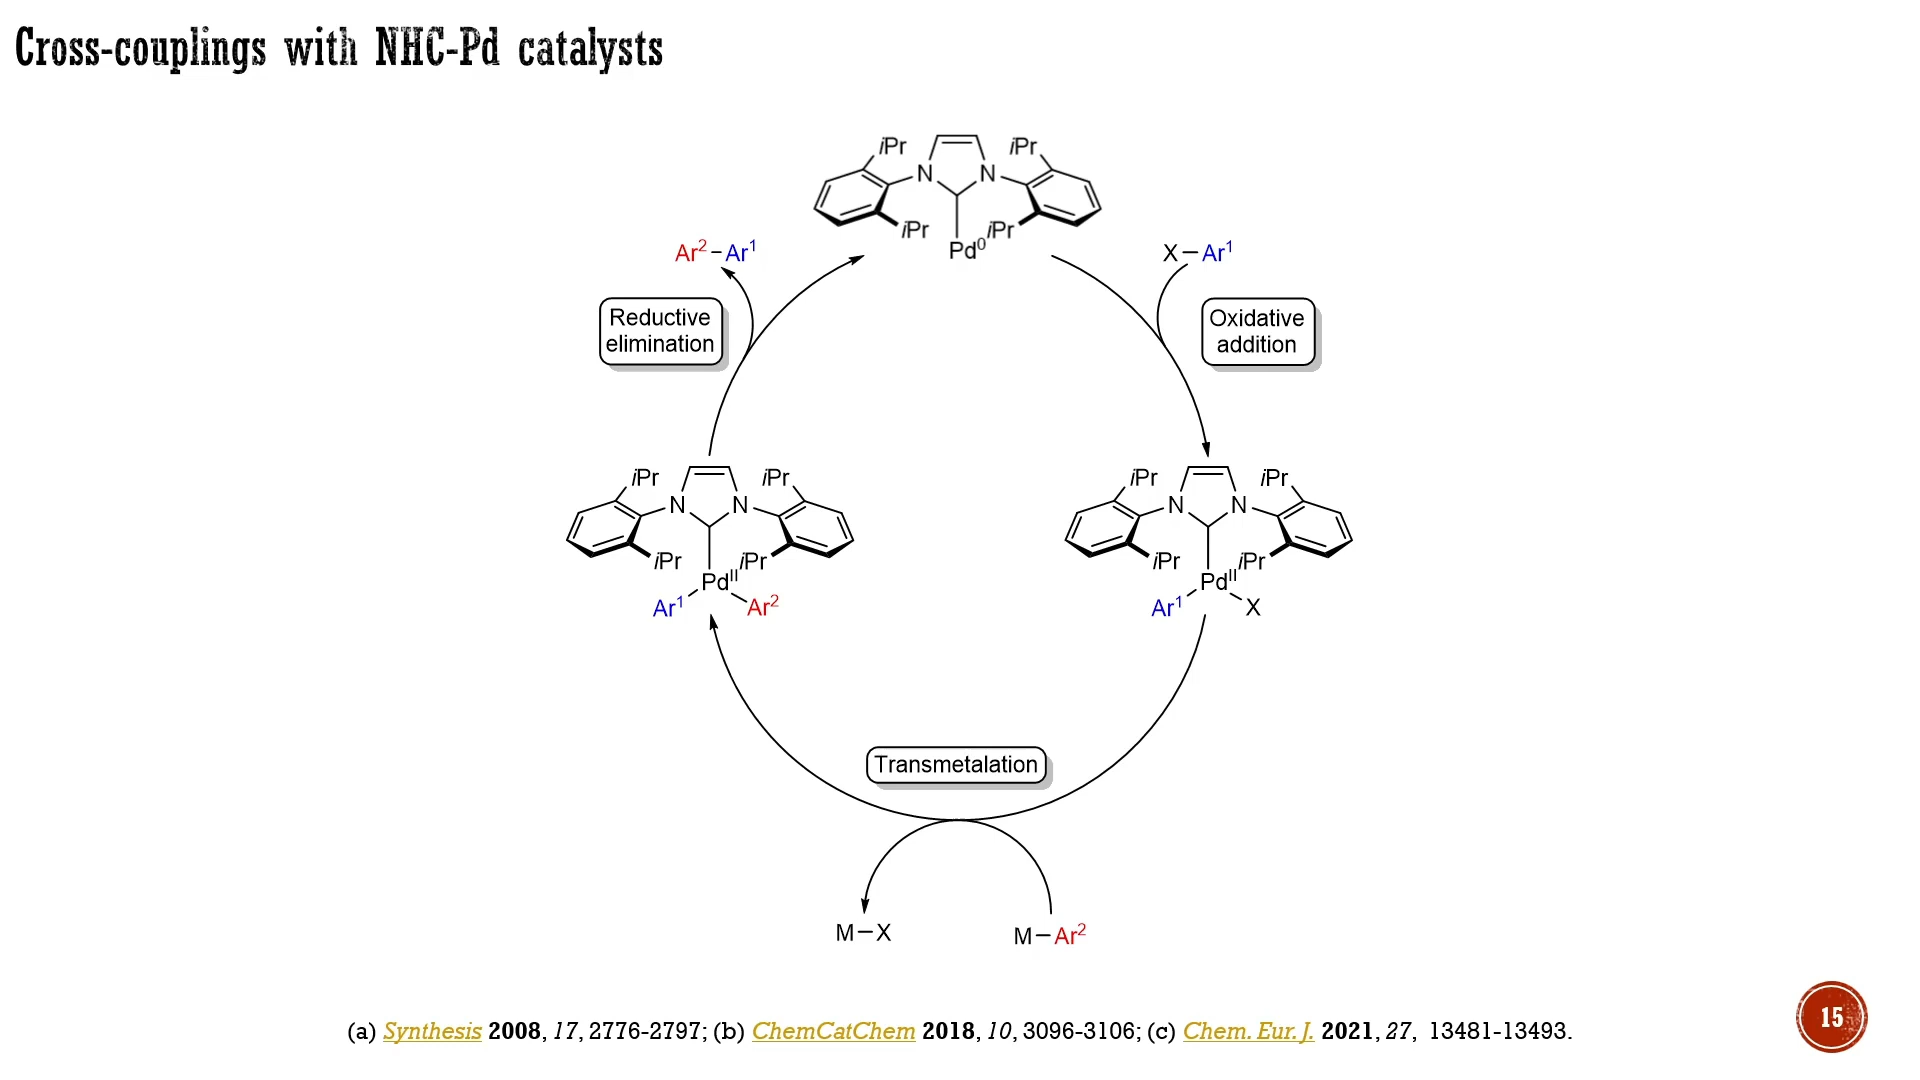 Cross-couplings with NHC-Pd catalysts
iPr iPr
N N
iPr iPr
Pd⁰
Ar²–Ar¹
X–Ar¹
Reductive
elimination
Oxidative
addition
iPr iPr
N N
iPr iPr
Pd^II
Ar¹ Ar²
iPr iPr
N N
iPr iPr
Pd^II
Ar¹ X
Transmetalation
M–X
M–Ar²
(a) Synthesis 2008, 17, 2776-2797; (b) ChemCatChem 2018, 10, 3096-3106; (c) Chem. Eur. J. 2021, 27, 13481-13493.
15